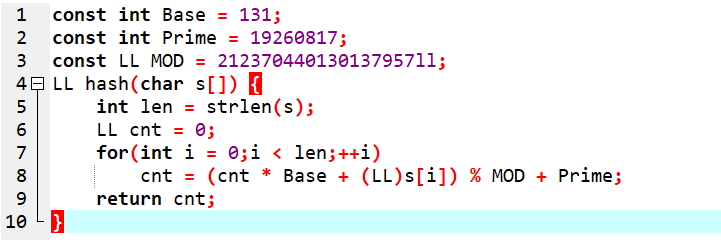 1 const int Base = 131;
2 const int Prime = 19260817;
3 const LL MOD = 212370440130137957ll;
4 LL hash(char s[]) {
5 int len = strlen(s);
6 LL cnt = 0;
7 for(int i = 0;i < len;++i)
8 cnt = (cnt * Base + (LL)s[i]) % MOD + Prime;
9 return cnt;
10 }